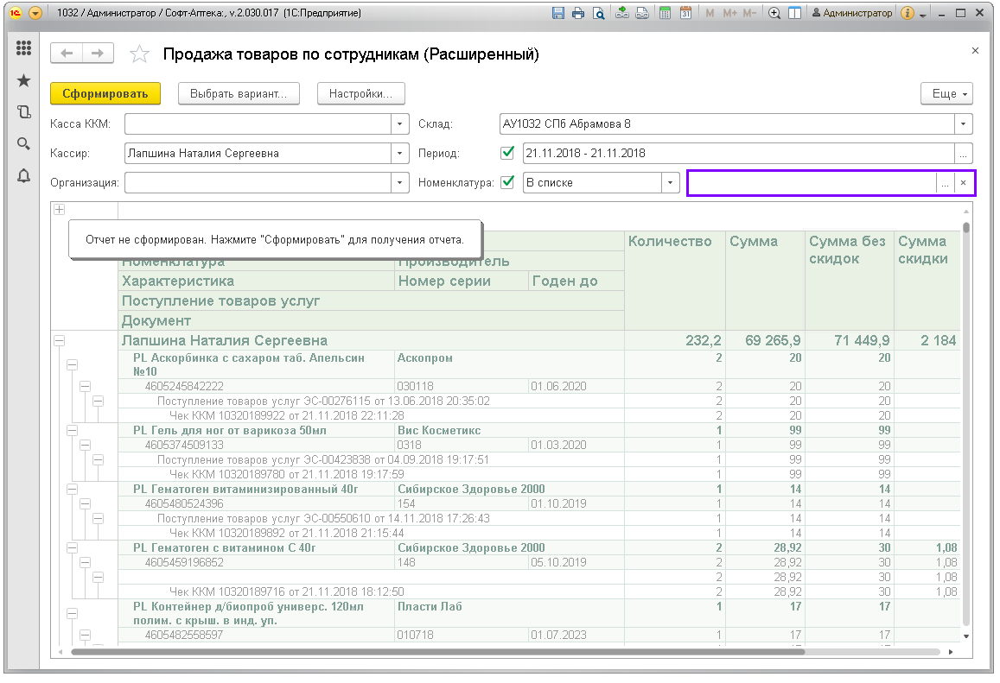 1032 / Администратор / Софт-Аптека:, v.2.030.017 (1С:Предприятие)
M M+ M- Администратор
Продажа товаров по сотрудникам (Расширенный)
Сформировать Выбрать вариант... Настройки... Еще
Касса ККМ: Склад: АУ1032 СПб Абрамова 8
Кассир: Лапшина Наталия Сергеевна Период: 21.11.2018 - 21.11.2018 ...
Организация: Номенклатура: В списке ... ×
Отчет не сформирован. Нажмите "Сформировать" для получения отчета.
Количество Сумма Сумма без скидок Сумма скидки
Номенклатура Производитель
Характеристика Номер серии Годен до
Поступление товаров услуг
Документ
Лапшина Наталия Сергеевна 232,2 69 265,9 71 449,9 2 184
PL Аскорбинка с сахаром таб. Апельсин Аскопром 2 20 20
№10
4605245842222 030118 01.06.2020 2 20 20
Поступление товаров услуг ЭС-00276115 от 13.06.2018 20:35:02 2 20 20
Чек ККМ 10320189922 от 21.11.2018 22:11:28 2 20 20
PL Гель для ног от варикоза 50мл Вис Косметикс 1 99 99
4605374509133 0318 01.03.2020 1 99 99
Поступление товаров услуг ЭС-00423838 от 04.09.2018 19:17:51 1 99 99
Чек ККМ 10320189780 от 21.11.2018 19:17:59 1 99 99
PL Гематоген витаминизированный 40г Сибирское Здоровье 2000 1 14 14
4605480524396 154 01.10.2019 1 14 14
Поступление товаров услуг ЭС-00550610 от 14.11.2018 17:26:43 1 14 14
Чек ККМ 10320189892 от 21.11.2018 21:15:44 1 14 14
PL Гематоген с витамином С 40г Сибирское Здоровье 2000 2 28,92 30 1,08
4605459196852 148 05.10.2019 2 28,92 30 1,08
2 28,92 30 1,08
Чек ККМ 10320189716 от 21.11.2018 18:12:50 2 28,92 30 1,08
PL Контейнер д/биопроб универс. 120мл Пласти Лаб 1 17 17
полим. с крыш. в инд. уп.
4605482558597 010718 01.07.2023 1 17 17